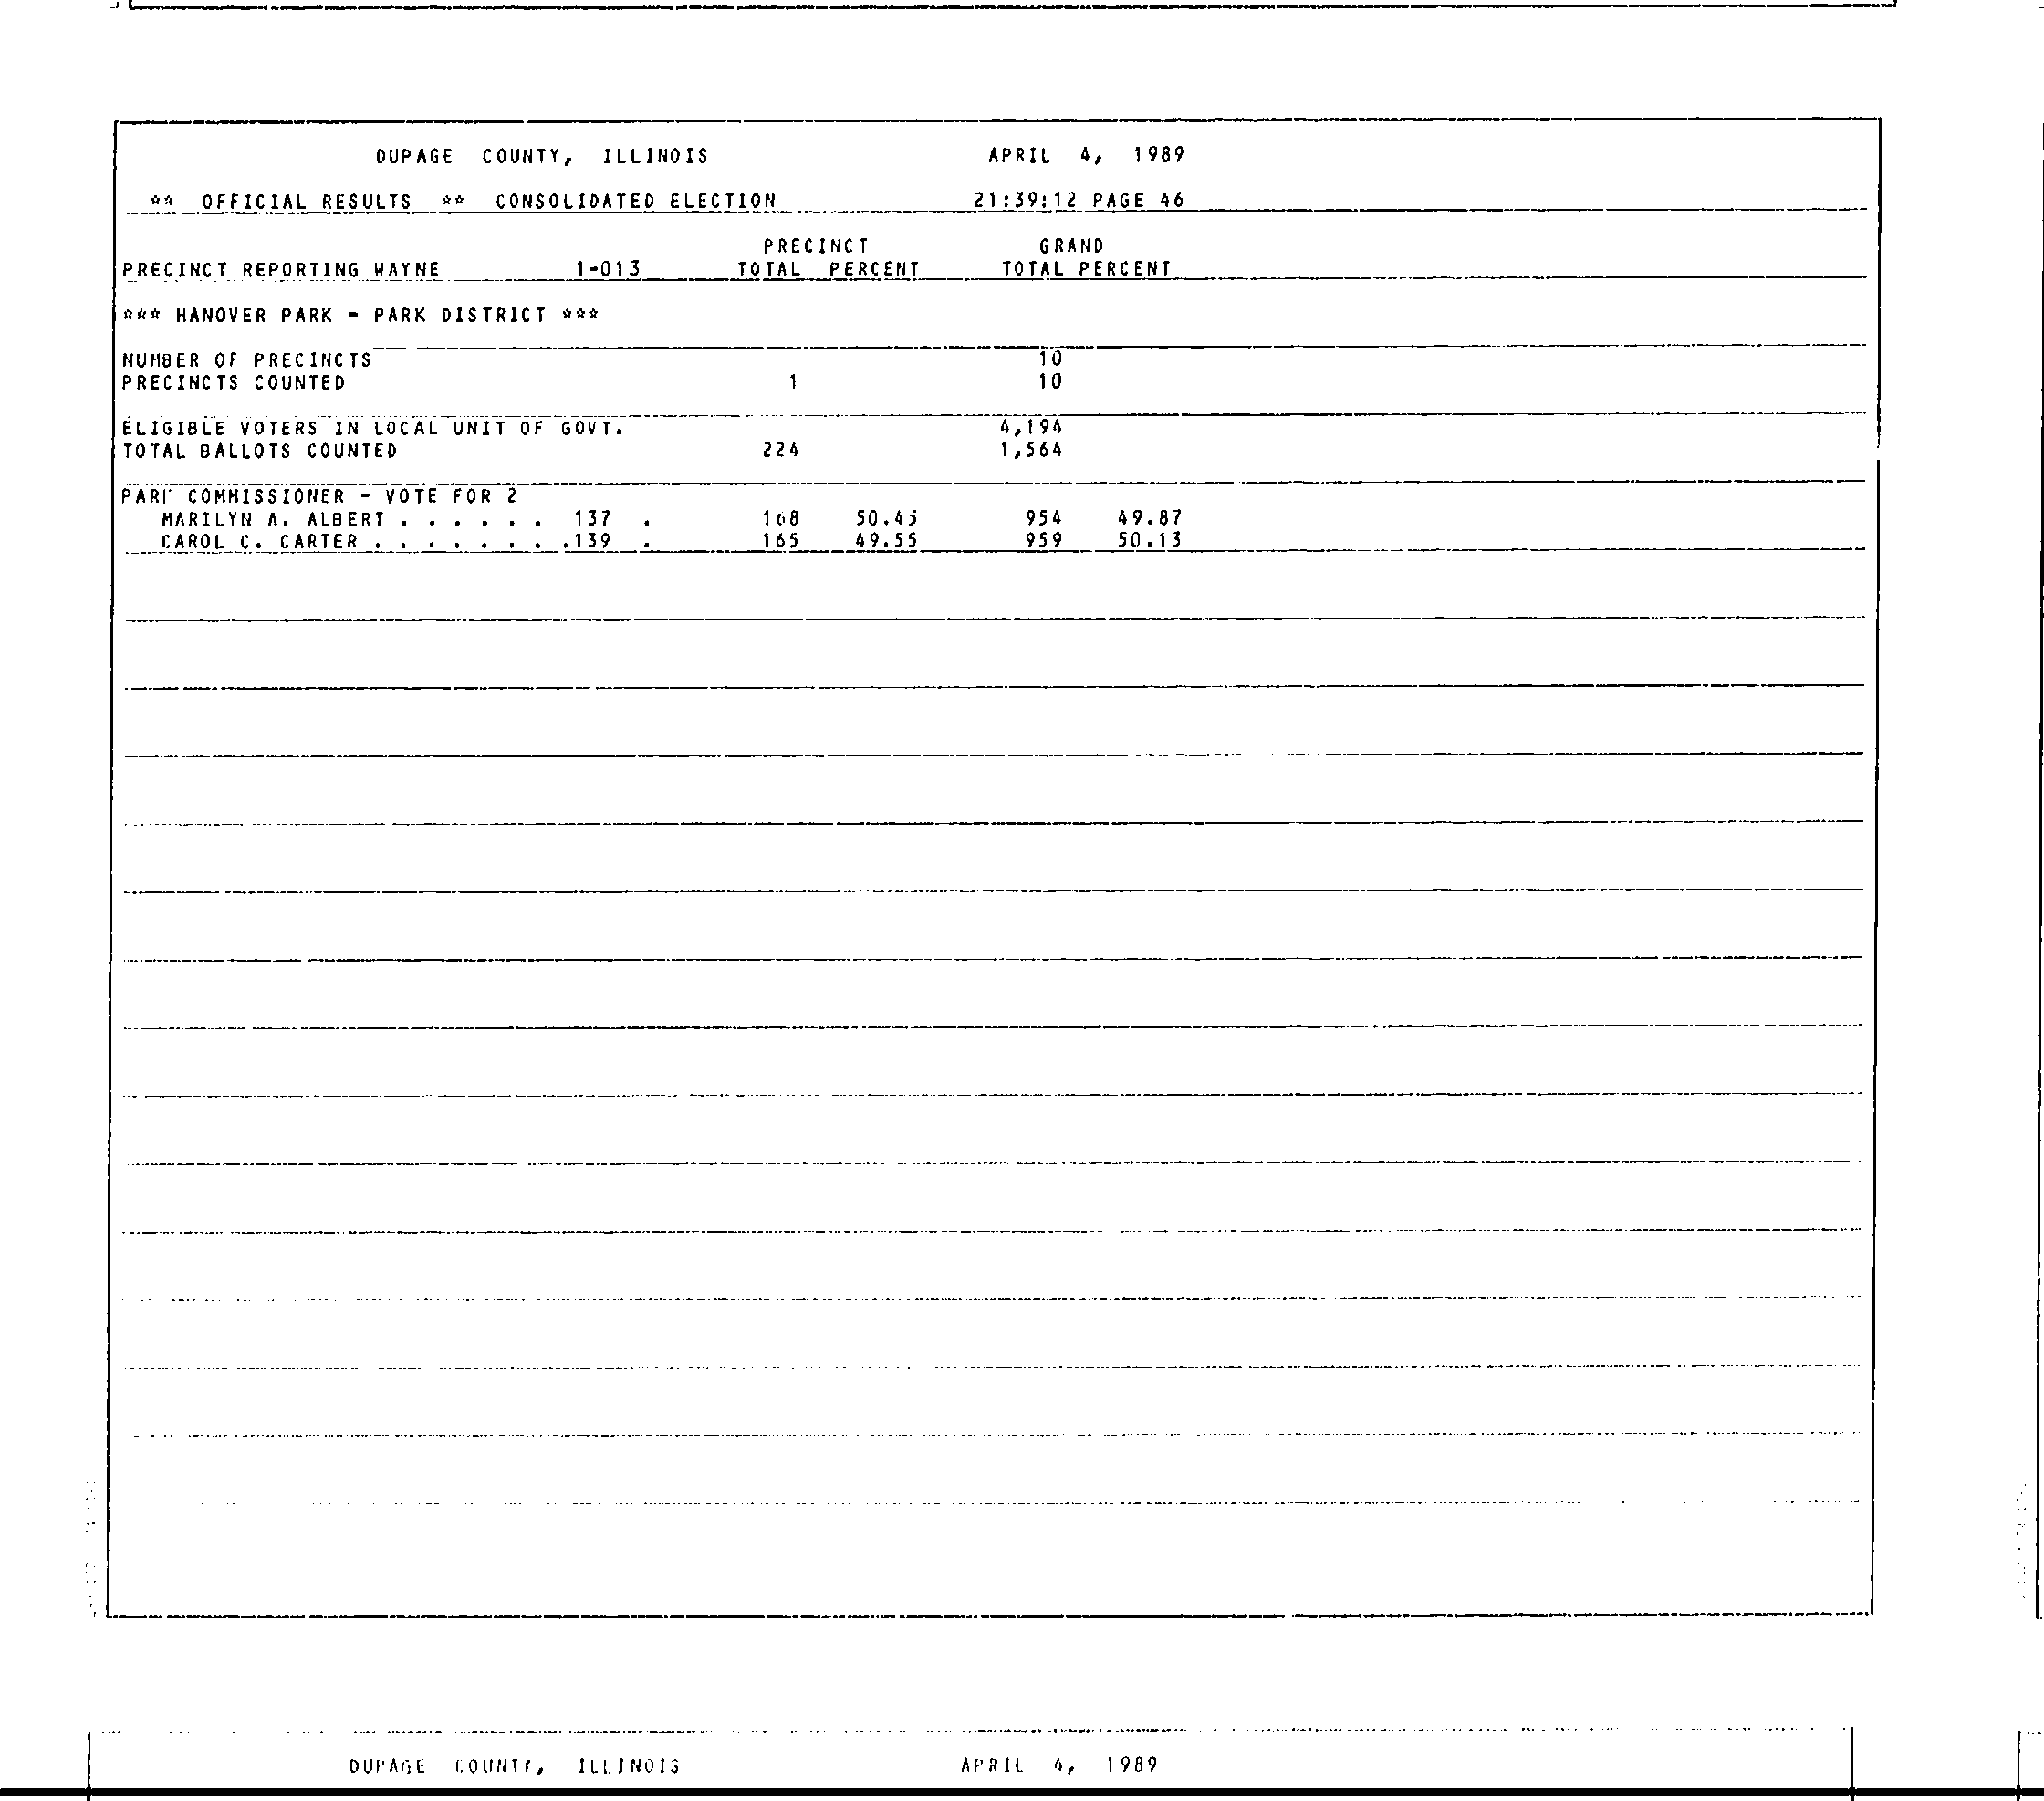 DUPAGE COUNTY, ILLINOIS APRIL 4, 1989
** OFFICIAL RESULTS ** CONSOLIDATED ELECTION 21:39:12 PAGE 46
PRECINCT GRAND
PRECINCT REPORTING WAYNE 1-013 TOTAL PERCENT TOTAL PERCENT
*** HANOVER PARK - PARK DISTRICT ***
NUMBER OF PRECINCTS 10
PRECINCTS COUNTED 1 10
ELIGIBLE VOTERS IN LOCAL UNIT OF GOVT. 4,194
TOTAL BALLOTS COUNTED 224 1,564
PARK COMMISSIONER - VOTE FOR 2
MARILYN A. ALBERT . . . . . . 137 . 168 50.45 954 49.87
CAROL C. CARTER . . . . . . . .139 . 165 49.55 959 50.13
DUPAGE COUNTY, ILLINOIS APRIL 4, 1989